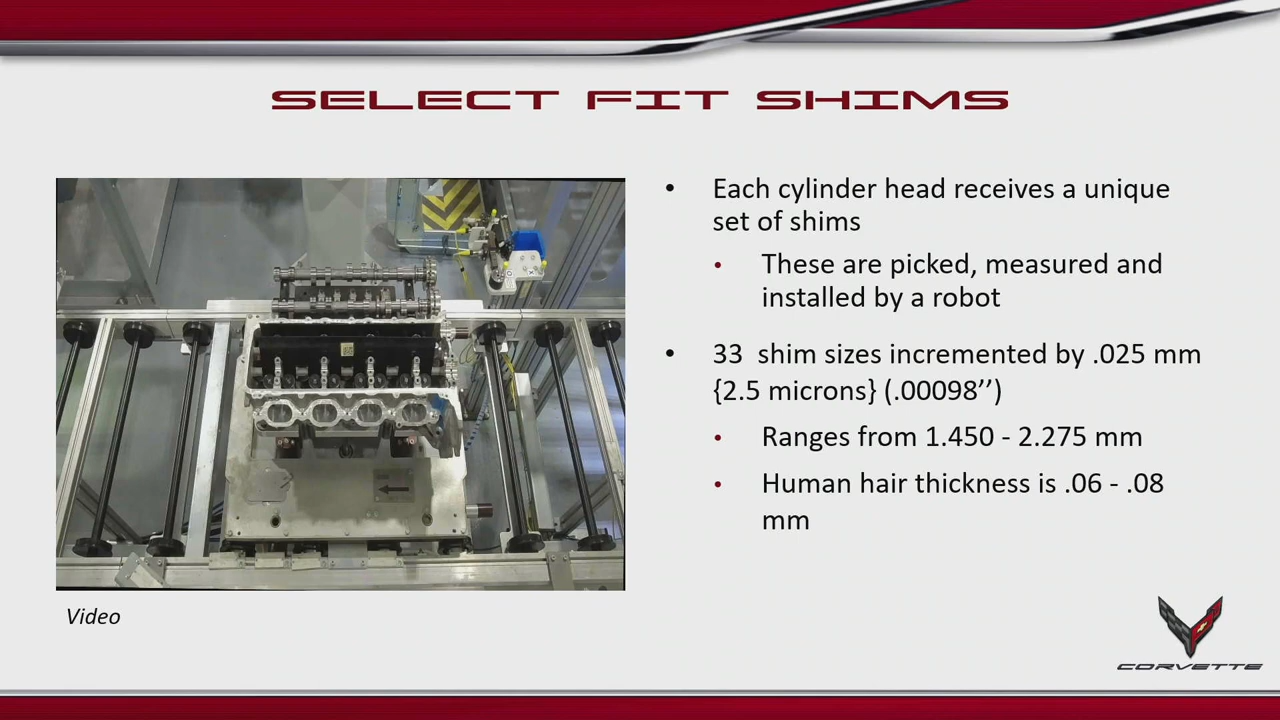 SELECT FIT SHIMS
• Each cylinder head receives a unique
set of shims
• These are picked, measured and
installed by a robot
• 33  shim sizes incremented by .025 mm
{2.5 microns} (.00098’’)
• Ranges from 1.450 - 2.275 mm
• Human hair thickness is .06 - .08
mm
Video
CORVETTE